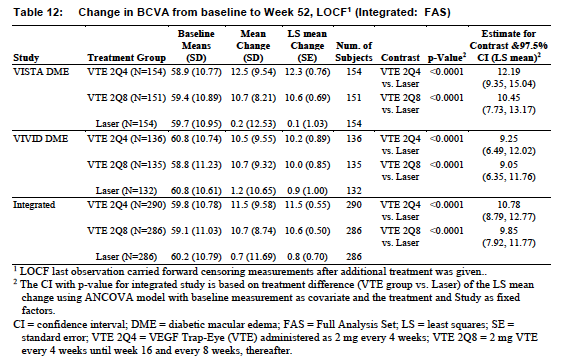 Table 12: Change in BCVA from baseline to Week 52, LOCF1 (Integrated: FAS)
Study Treatment Group Baseline Means (SD) Mean Change (SD) LS mean Change (SE) Num. of Subjects Contrast p-Value2 Estimate for Contrast &97.5% CI (LS mean)2
VISTA DME VTE 2Q4 (N=154) 58.9 (10.77) 12.5 (9.54) 12.3 (0.76) 154 VTE 2Q4 vs. Laser <0.0001 12.19 (9.35, 15.04)
VTE 2Q8 (N=151) 59.4 (10.89) 10.7 (8.21) 10.6 (0.69) 151 VTE 2Q8 vs. Laser <0.0001 10.45 (7.73, 13.17)
Laser (N=154) 59.7 (10.95) 0.2 (12.53) 0.1 (1.03) 154
VIVID DME VTE 2Q4 (N=136) 60.8 (10.74) 10.5 (9.55) 10.2 (0.89) 136 VTE 2Q4 vs. Laser <0.0001 9.25 (6.49, 12.02)
VTE 2Q8 (N=135) 58.8 (11.23) 10.7 (9.32) 10.0 (0.85) 135 VTE 2Q8 vs. Laser <0.0001 9.05 (6.35, 11.76)
Laser (N=132) 60.8 (10.61) 1.2 (10.65) 0.9 (1.00) 132
Integrated VTE 2Q4 (N=290) 59.8 (10.78) 11.5 (9.58) 11.5 (0.55) 290 VTE 2Q4 vs. Laser <0.0001 10.78 (8.79, 12.77)
VTE 2Q8 (N=286) 59.1 (11.03) 10.7 (8.74) 10.6 (0.50) 286 VTE 2Q8 vs. Laser <0.0001 9.85 (7.92, 11.77)
Laser (N=286) 60.2 (10.79) 0.7 (11.69) 0.8 (0.70) 286
1 LOCF last observation carried forward censoring measurements after additional treatment was given..
2 The CI with p-value for integrated study is based on treatment difference (VTE group vs. Laser) of the LS mean
change using ANCOVA model with baseline measurement as covariate and the treatment and Study as fixed
factors.
CI = confidence interval; DME = diabetic macular edema; FAS = Full Analysis Set; LS = least squares; SE =
standard error; VTE 2Q4 = VEGF Trap-Eye (VTE) administered as 2 mg every 4 weeks; VTE 2Q8 = 2 mg VTE
every 4 weeks until week 16 and every 8 weeks, thereafter.